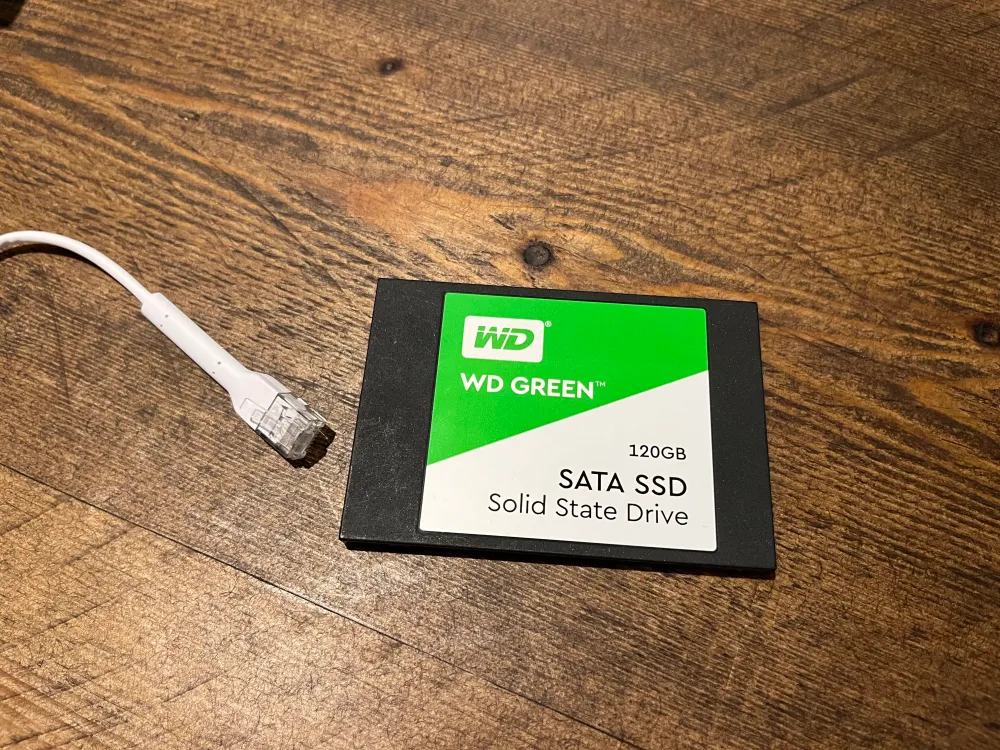 WD®
WD GREEN™
120GB
SATA SSD
Solid State Drive